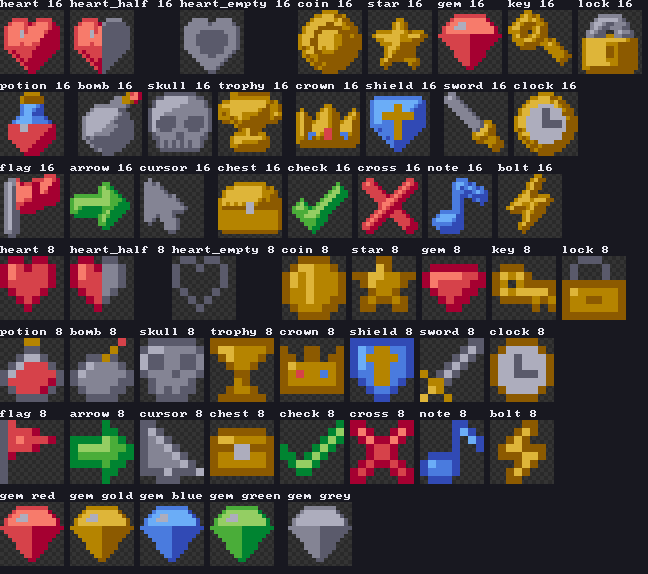 heart 16 heart_half 16 heart_empty 16 coin 16 star 16 gem 16 key 16 lock 16
potion 16 bomb 16 skull 16 trophy 16 crown 16 shield 16 sword 16 clock 16
flag 16 arrow 16 cursor 16 chest 16 check 16 cross 16 note 16 bolt 16
heart 8 heart_half 8 heart_empty 8 coin 8 star 8 gem 8 key 8 lock 8
potion 8 bomb 8 skull 8 trophy 8 crown 8 shield 8 sword 8 clock 8
flag 8 arrow 8 cursor 8 chest 8 check 8 cross 8 note 8 bolt 8
gem red gem gold gem blue gem green gem grey